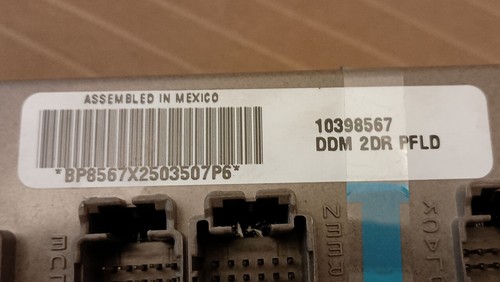 ASSEMBLED IN MEXICO
*BP8567X2503507P6*
10398567
DDM 2DR PFLD